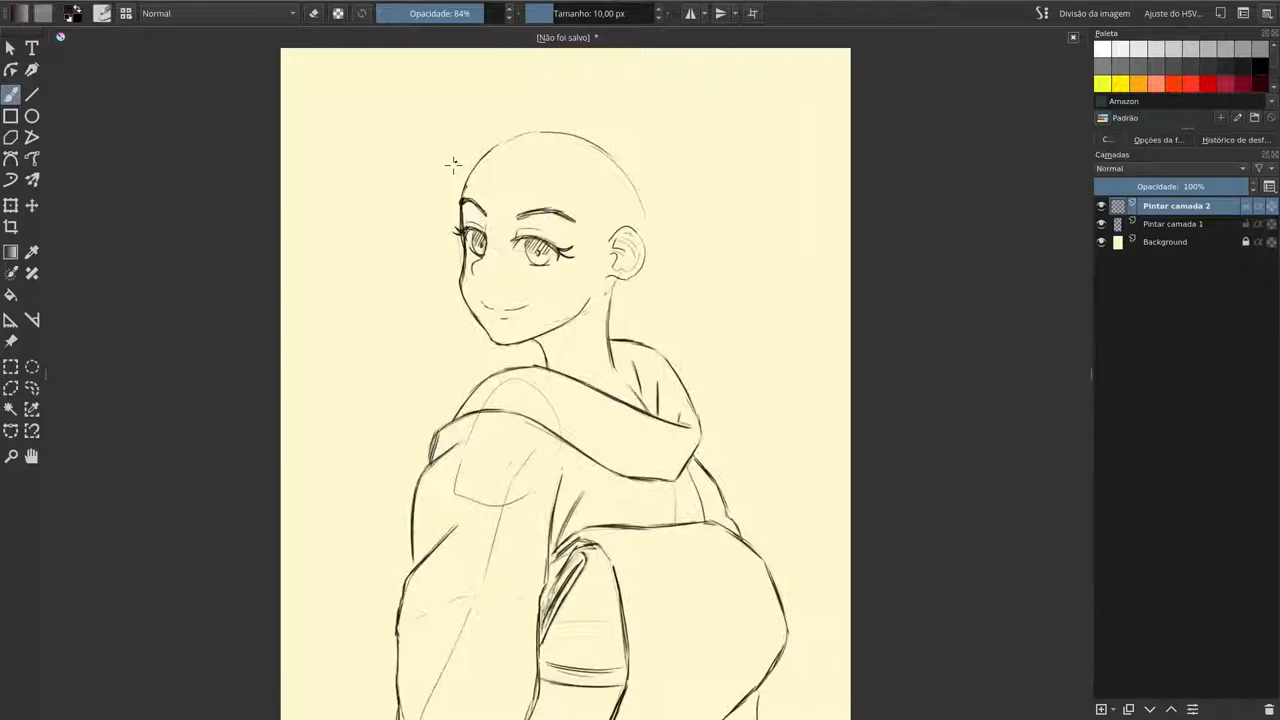 Normal
Opacidade: 84%
Tamanho: 10,00 px
Divisão da imagem
Ajuste do HSV...
[Não foi salvo] *
Paleta
Amazon
Padrão
C...
Opções da f...
Histórico de desf...
Camadas
Normal
Opacidade: 100%
Pintar camada 2
Pintar camada 1
Background